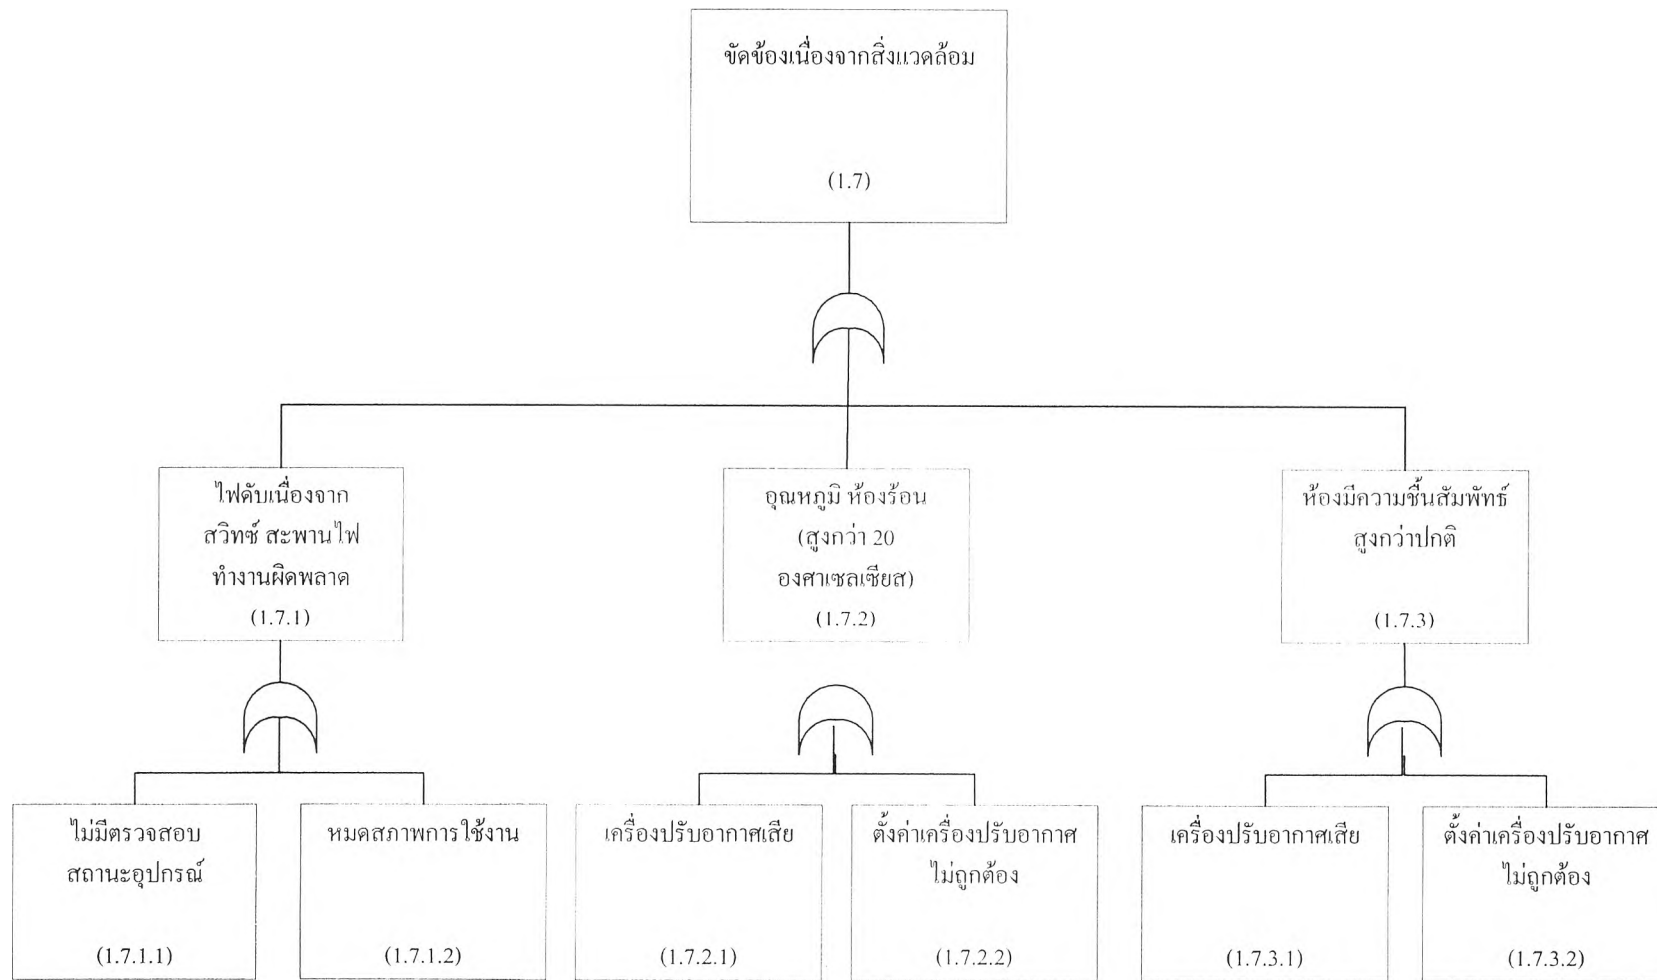 ขัดข้องเนื่องจากสิ่งแวดล้อม
(1.7)
ไฟดับเนื่องจาก
สวิทซ์ สะพานไฟ
ทำงานผิดพลาด
(1.7.1)
อุณหภูมิ ห้องร้อน
(สูงกว่า 20
องศาเซลเซียส)
(1.7.2)
ห้องมีความชื้นสัมพัทธ์
สูงกว่าปกติ
(1.7.3)
ไม่มีตรวจสอบ
สถานะอุปกรณ์
(1.7.1.1)
หมดสภาพการใช้งาน
(1.7.1.2)
เครื่องปรับอากาศเสีย
(1.7.2.1)
ตั้งค่าเครื่องปรับอากาศ
ไม่ถูกต้อง
(1.7.2.2)
เครื่องปรับอากาศเสีย
(1.7.3.1)
ตั้งค่าเครื่องปรับอากาศ
ไม่ถูกต้อง
(1.7.3.2)